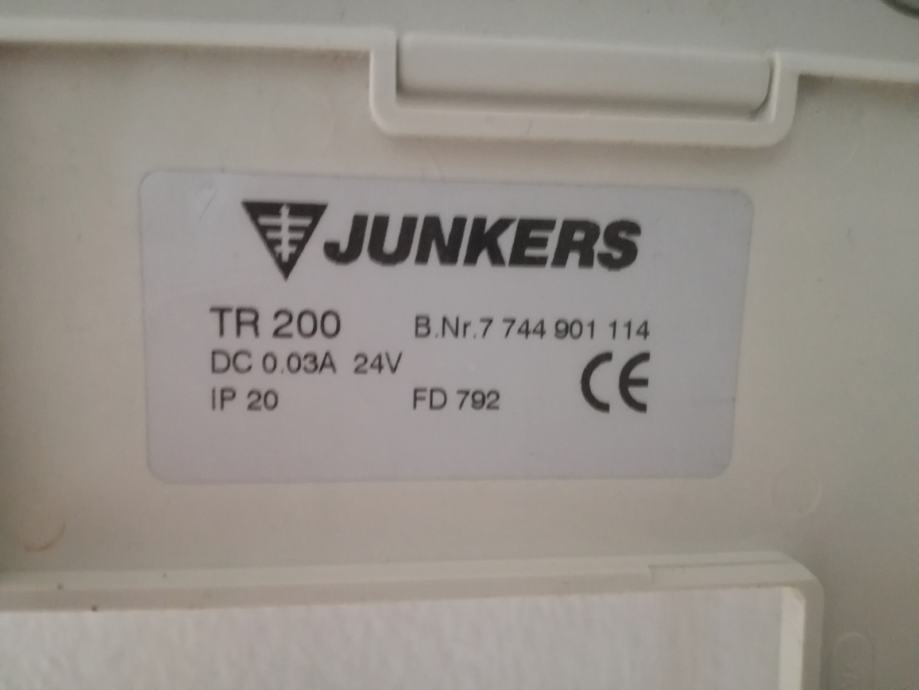 JUNKERS
TR 200 B.Nr.7 744 901 114
DC 0.03A 24V
IP 20 FD 792 CE